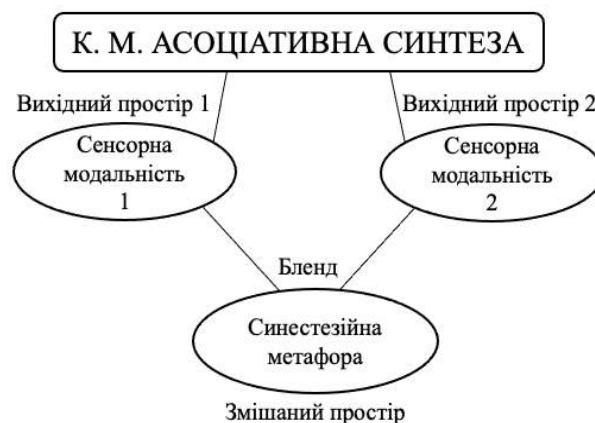 К. М. АСОЦІАТИВНА СИНТЕЗА
Вихідний простір 1
Вихідний простір 2
Сенсорна
модальність
1
Сенсорна
модальність
2
Бленд
Синестезійна
метафора
Змішаний простір